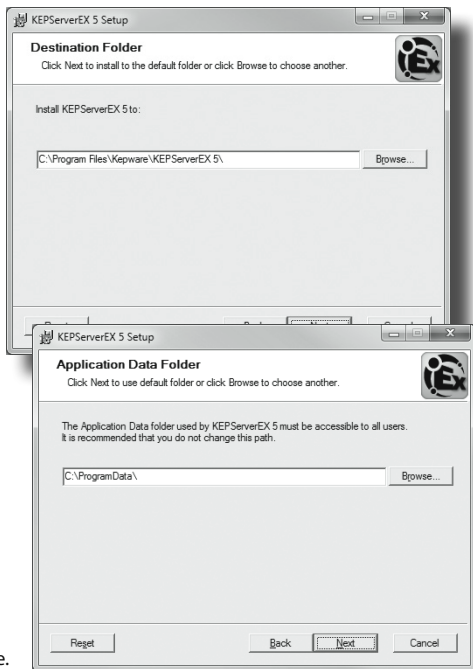 KEPServerEX 5 Setup
Destination Folder
Click Next to install to the default folder or click Browse to choose another.
Install KEPServerEX 5 to:
C:\Program Files\Kepware\KEPServerEX 5\
Browse...
KEPServerEX 5 Setup
Application Data Folder
Click Next to use default folder or click Browse to choose another.
The Application Data folder used by KEPServerEX 5 must be accessible to all users.
It is recommended that you do not change this path.
C:\ProgramData\
Browse...
Reset
Back
Next
Cancel
e.